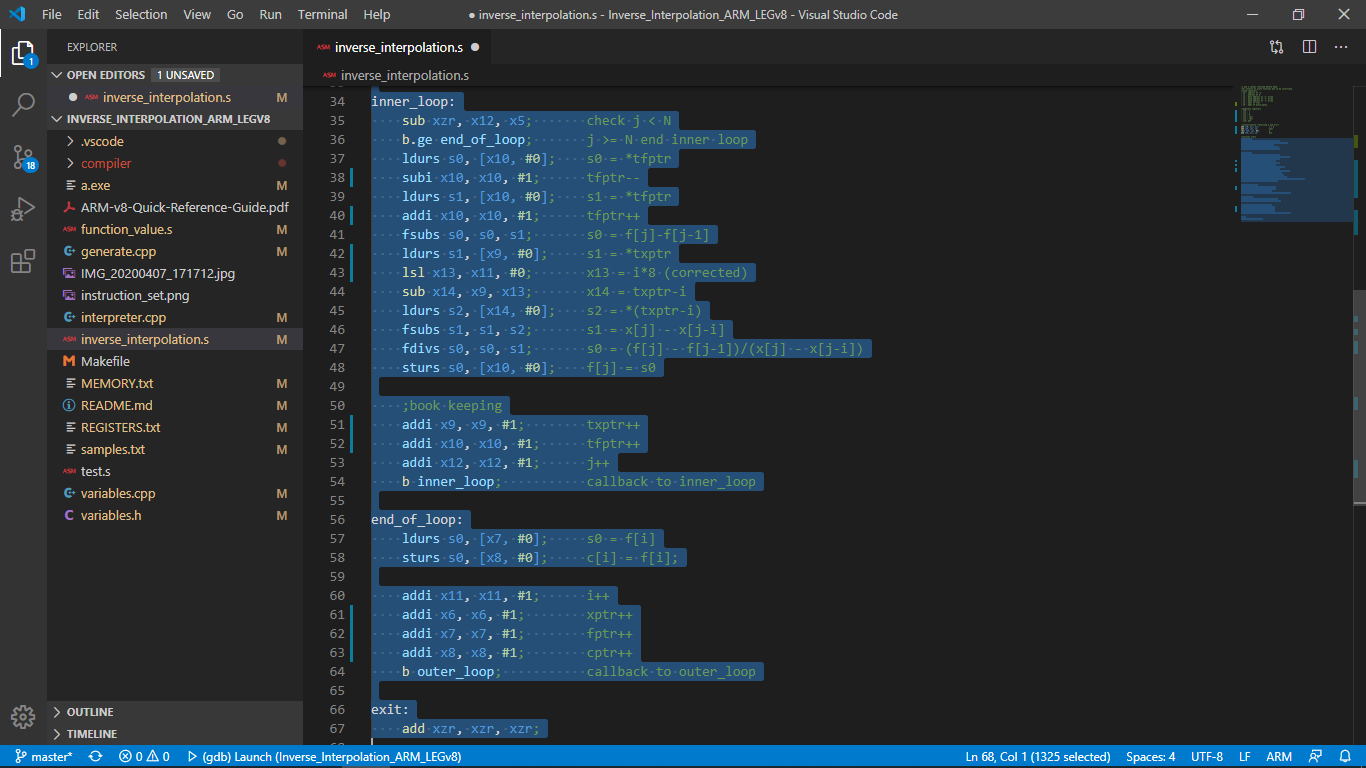 File Edit Selection View Go Run Terminal Help
● inverse_interpolation.s - Inverse_Interpolation_ARM_LEGv8 - Visual Studio Code
EXPLORER
OPEN EDITORS 1 UNSAVED
● ASM inverse_interpolation.s M
INVERSE_INTERPOLATION_ARM_LEGV8
.vscode
compiler
a.exe M
ARM-v8-Quick-Reference-Guide.pdf
function_value.s M
generate.cpp M
IMG_20200407_171712.jpg
instruction_set.png
interpreter.cpp M
inverse_interpolation.s M
Makefile
MEMORY.txt M
README.md M
REGISTERS.txt M
samples.txt M
test.s
variables.cpp M
variables.h M
OUTLINE
TIMELINE
1
18
ASM inverse_interpolation.s ●
ASM inverse_interpolation.s
34 inner_loop:
35 sub xzr, x12, x5; check j < N
36 b.ge end_of_loop; j >= N end inner loop
37 ldurs s0, [x10, #0]; s0 = *tfptr
38 subi x10, x10, #1; tfptr--
39 ldurs s1, [x10, #0]; s1 = *tfptr
40 addi x10, x10, #1; tfptr++
41 fsubs s0, s0, s1; s0 = f[j]-f[j-1]
42 ldurs s1, [x9, #0]; s1 = *txptr
43 lsl x13, x11, #0; x13 = i*8 (corrected)
44 sub x14, x9, x13; x14 = txptr-i
45 ldurs s2, [x14, #0]; s2 = *(txptr-i)
46 fsubs s1, s1, s2; s1 = x[j] - x[j-i]
47 fdivs s0, s0, s1; s0 = (f[j] - f[j-1])/(x[j] - x[j-i])
48 sturs s0, [x10, #0]; f[j] = s0
49
50 ;book keeping
51 addi x9, x9, #1; txptr++
52 addi x10, x10, #1; tfptr++
53 addi x12, x12, #1; j++
54 b inner_loop; callback to inner_loop
55
56 end_of_loop:
57 ldurs s0, [x7, #0]; s0 = f[i]
58 sturs s0, [x8, #0]; c[i] = f[i];
59
60 addi x11, x11, #1; i++
61 addi x6, x6, #1; xptr++
62 addi x7, x7, #1; fptr++
63 addi x8, x8, #1; cptr++
64 b outer_loop; callback to outer_loop
65
66 exit:
67 add xzr, xzr, xzr;
master* 0 0 (gdb) Launch (Inverse_Interpolation_ARM_LEGv8) Ln 68, Col 1 (1325 selected) Spaces: 4 UTF-8 LF ARM